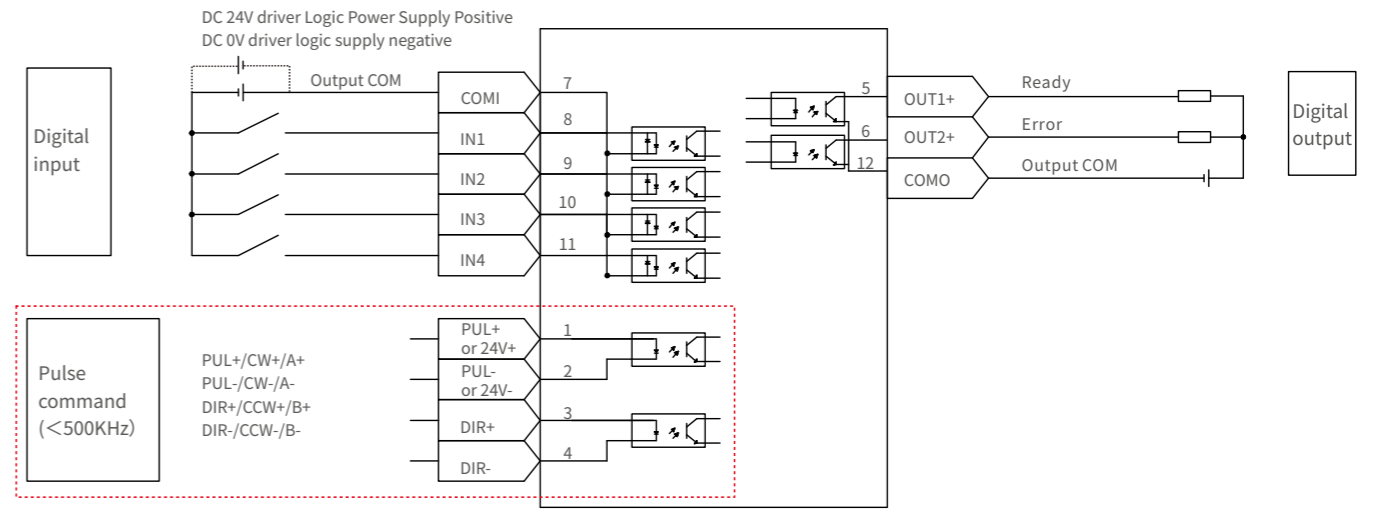 DC 24V driver Logic Power Supply Positive
DC 0V driver logic supply negative
Digital
input
Output COM
COMI
7
IN1
8
IN2
9
IN3
10
IN4
11
5
OUT1+
Ready
6
OUT2+
Error
12
COMO
Output COM
Digital
output
Pulse
command
(＜500KHz)
PUL+/CW+/A+
PUL-/CW-/A-
DIR+/CCW+/B+
DIR-/CCW-/B-
PUL+
or 24V+
1
PUL-
or 24V-
2
DIR+
3
DIR-
4